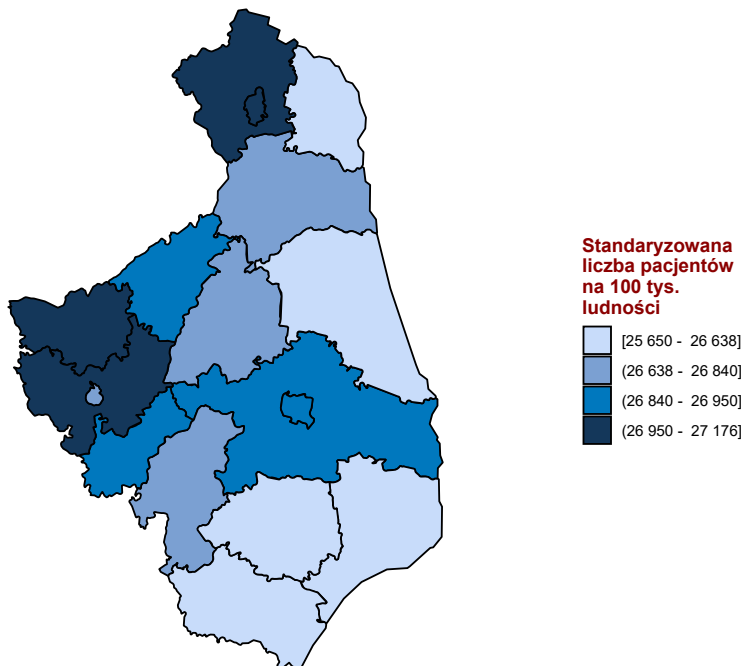 Standaryzowana
liczba pacjentów
na 100 tys.
ludności
[25 650 - 26 638]
(26 638 - 26 840]
(26 840 - 26 950]
(26 950 - 27 176]